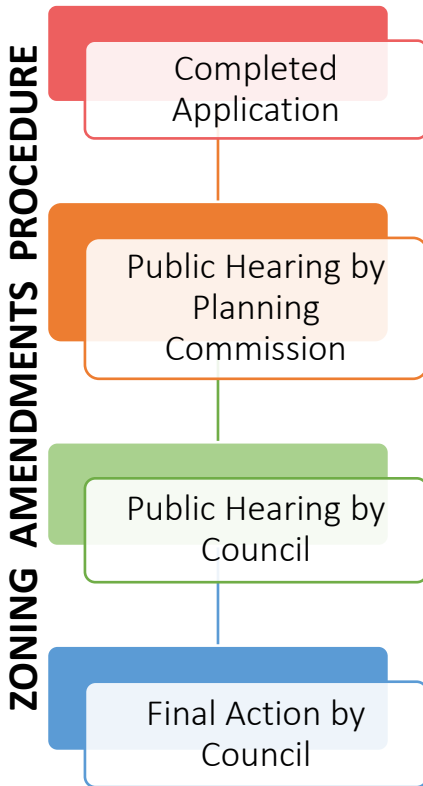 ZONING AMENDMENTS PROCEDURE
Completed
Application
Public Hearing by
Planning
Commission
Public Hearing by
Council
Final Action by
Council